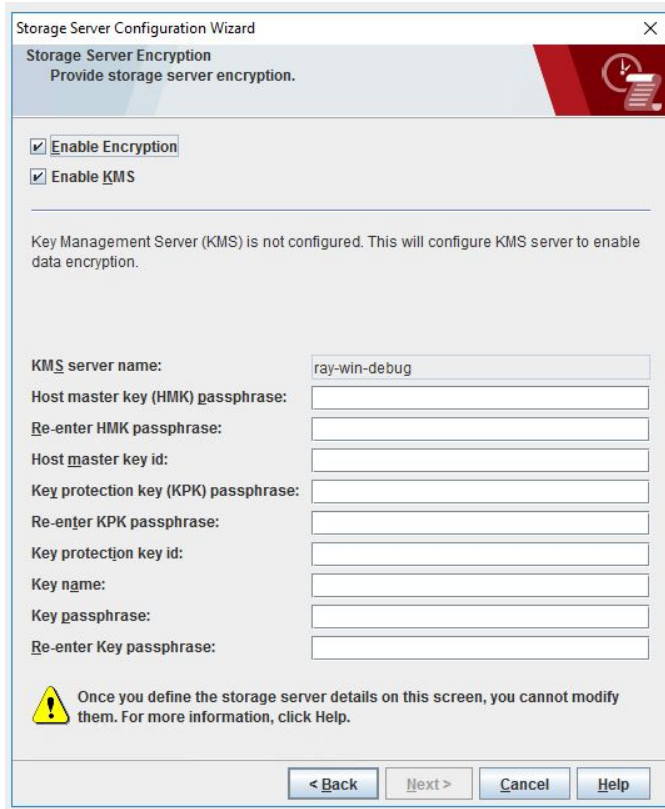 Storage Server Configuration Wizard
Storage Server Encryption
Provide storage server encryption.
Enable Encryption
Enable KMS
Key Management Server (KMS) is not configured. This will configure KMS server to enable
data encryption.
KMS server name: ray-win-debug
Host master key (HMK) passphrase:
Re-enter HMK passphrase:
Host master key id:
Key protection key (KPK) passphrase:
Re-enter KPK passphrase:
Key protection key id:
Key name:
Key passphrase:
Re-enter Key passphrase:
Once you define the storage server details on this screen, you cannot modify
them. For more information, click Help.
< Back Next > Cancel Help